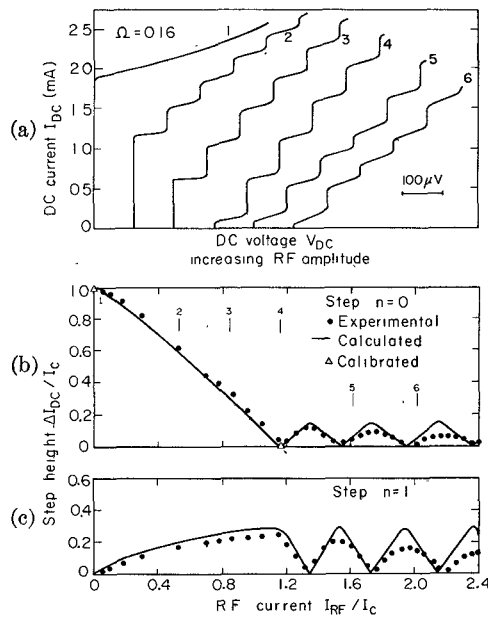 (a)
Ω=0.16
DC current I_DC (mA)
2.5
2.0
1.5
1.0
0.5
0
1
2
3
4
5
6
100μV
DC voltage V_DC
increasing RF amplitude
(b)
Step height ΔI_DC/I_C
1.0
0.8
0.6
0.4
0.2
0
1
2
3
4
5
6
Step n=0
• Experimental
— Calculated
△ Calibrated
(c)
0.6
0.4
0.2
0
Step n=1
0 0.4 0.8 1.2 1.6 2.0 2.4
RF current I_RF/I_C